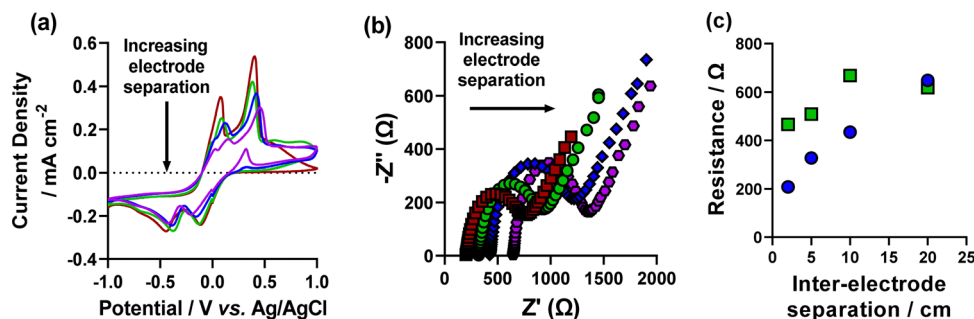 (a)
Increasing
electrode
separation
Current Density
/ mA cm-2
0.6
0.4
0.2
0.0
-0.2
-0.4
-1.0
-0.5
0.0
0.5
1.0
Potential / V vs. Ag/AgCl
(b)
Increasing
electrode
separation
-Z'' (Ω)
800
600
400
200
0
0
500
1000
1500
2000
Z' (Ω)
(c)
Resistance / Ω
800
600
400
200
0
0
5
10
15
20
25
Inter-electrode
separation / cm